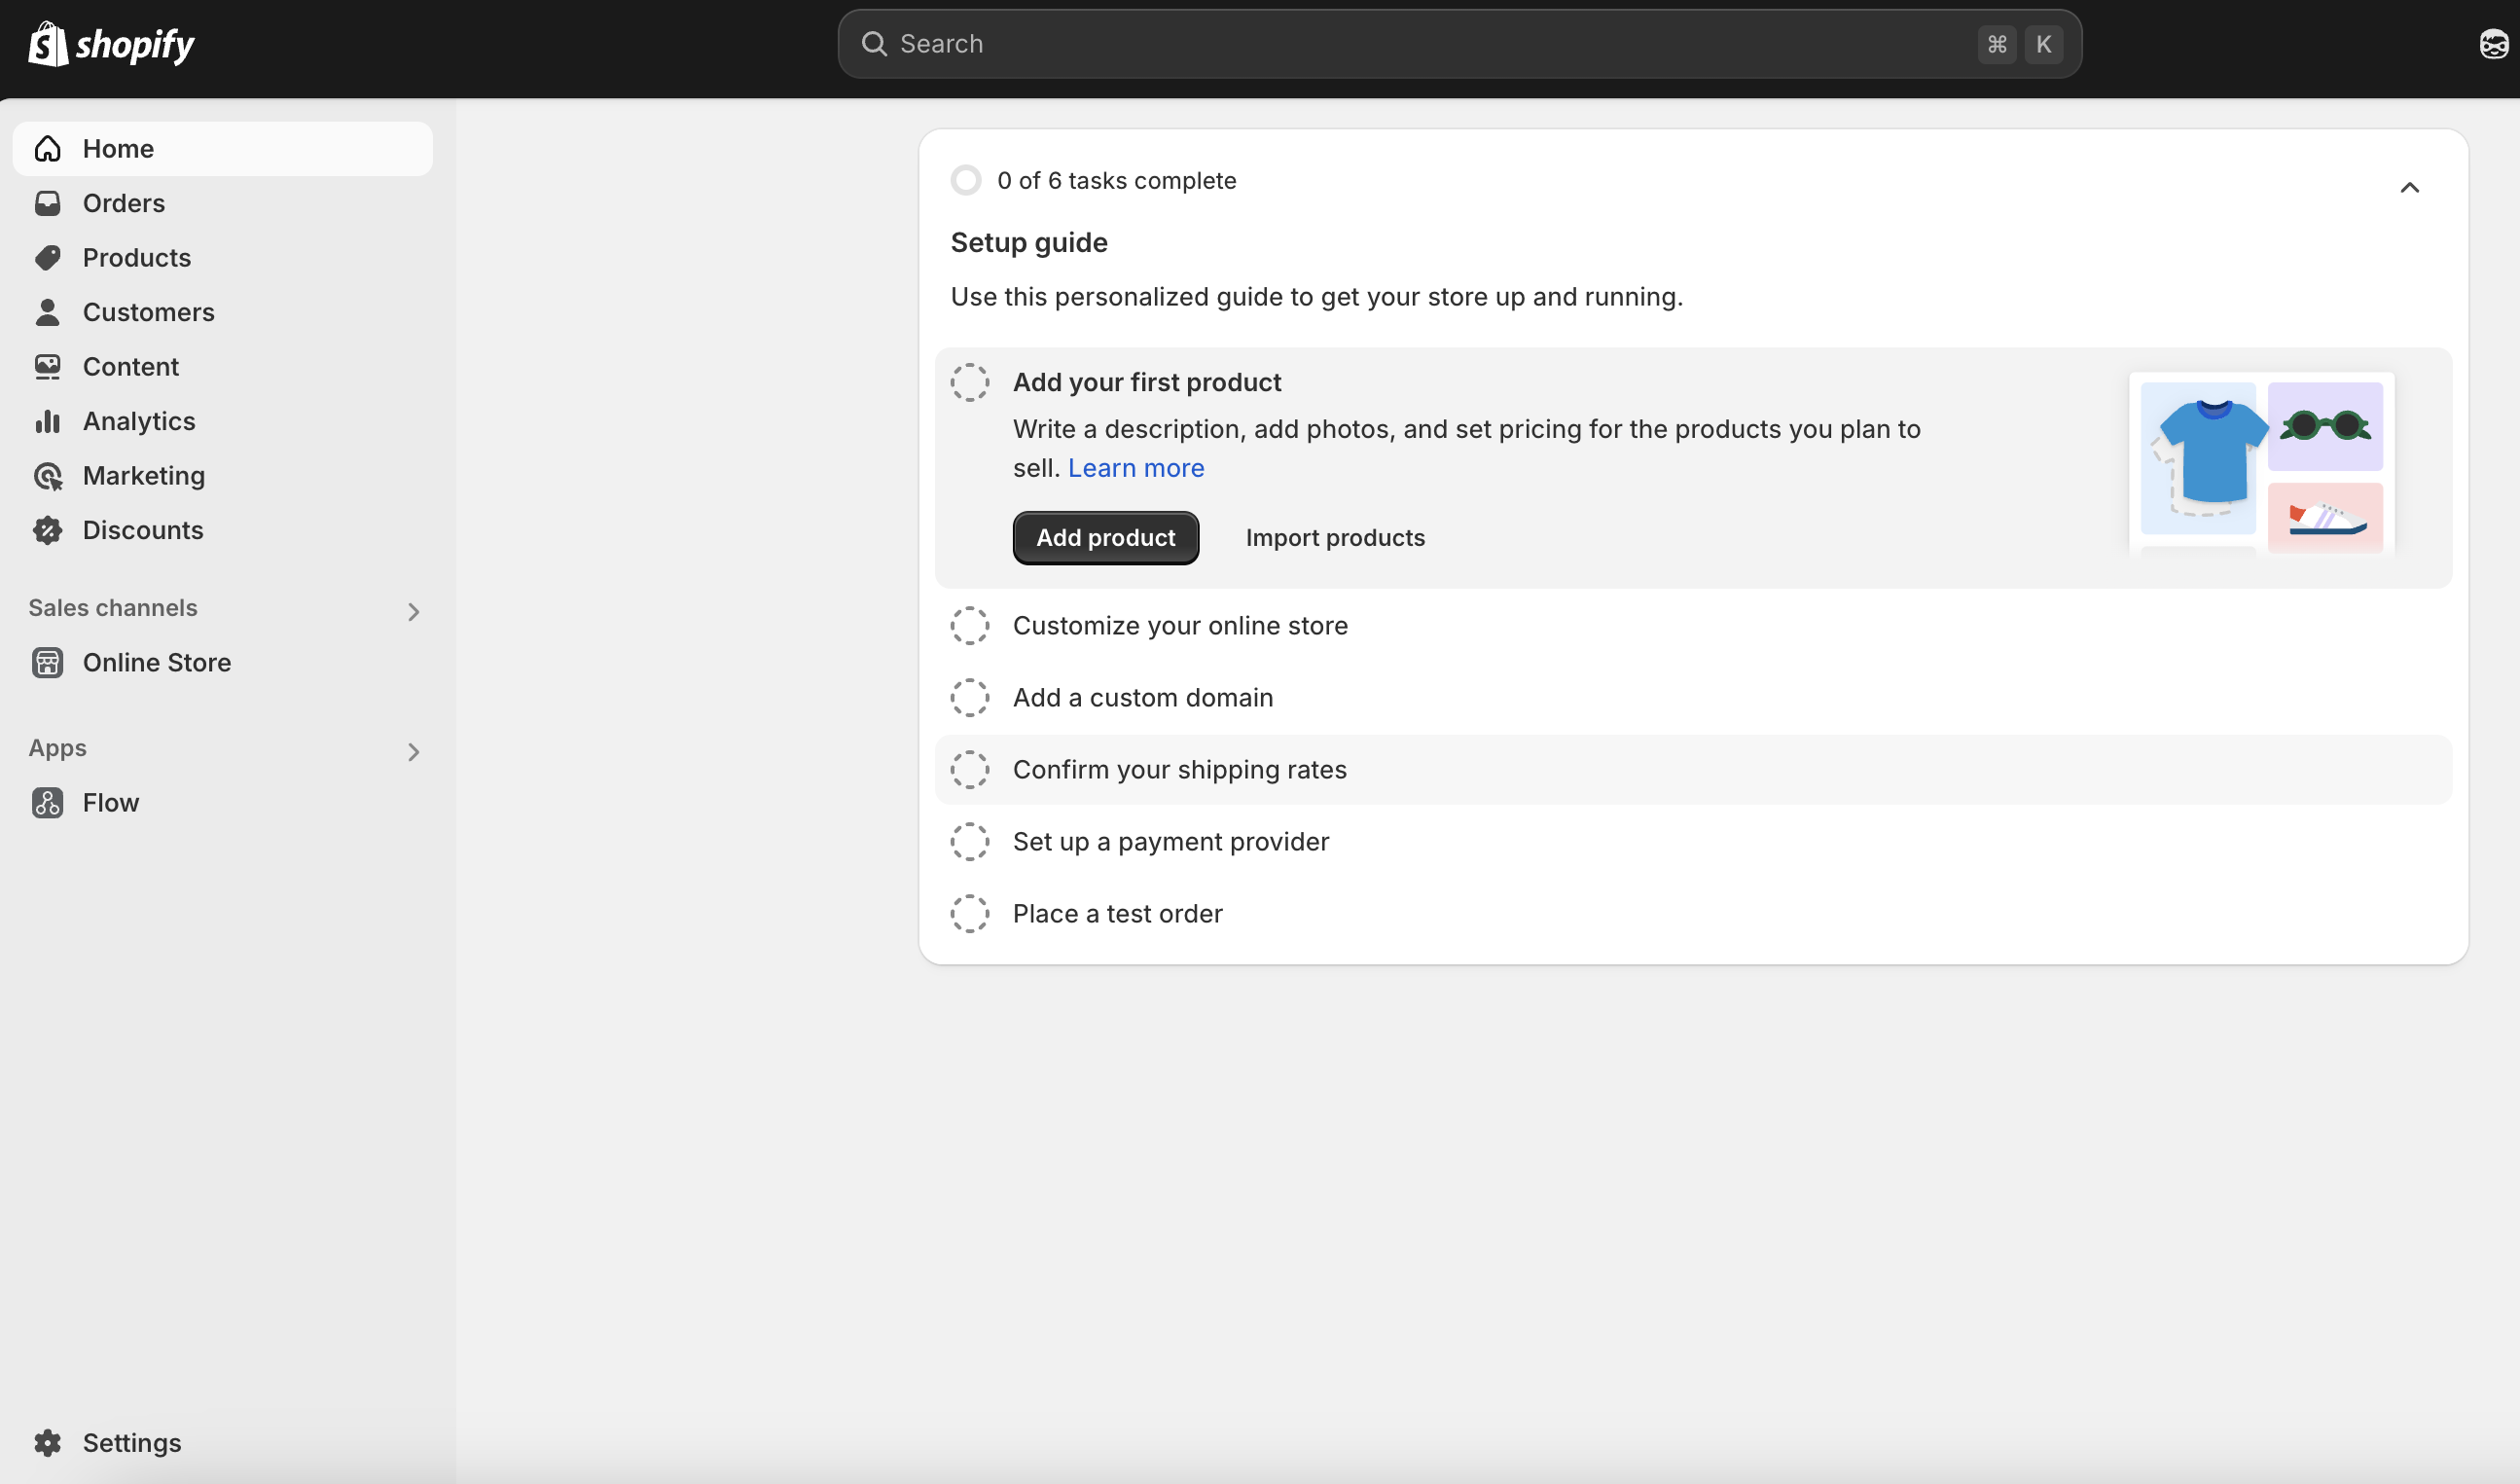 shopify
Search
⌘ K
Home
Orders
Products
Customers
Content
Analytics
Marketing
Discounts
Sales channels
Online Store
Apps
Flow
Settings
0 of 6 tasks complete
Setup guide
Use this personalized guide to get your store up and running.
Add your first product
Write a description, add photos, and set pricing for the products you plan to
sell. Learn more
Add product
Import products
Customize your online store
Add a custom domain
Confirm your shipping rates
Set up a payment provider
Place a test order